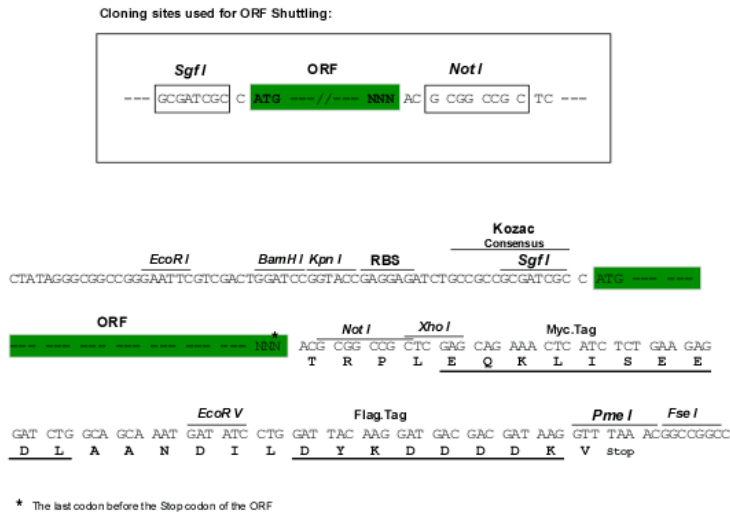 Cloning sites used for ORF Shuttling:
Sgf I ORF Not I
--- GCGATCGC C ATG ---//--- NNN AC G CGG CCG C TC ---
Kozac
Consensus
EcoR I BamH I Kpn I RBS Sgf I
CTATAGGGCGGCCGGGAATTCGTCGACTGGATCCGGTACCGAGGAGATCTGCCGCCGCGATCGC C ATG --- ---
ORF
--- --- --- --- --- --- --- NNN ACG CGG CCG CTC GAG CAG AAA CTC ATC TCT GAA GAG
*
Not I Xho I Myc.Tag
T R P L E Q K L I S E E
EcoR V Flag.Tag Pme I Fse I
GAT CTG GCA GCA AAT GAT ATC CTG GAT TAC AAG GAT GAC GAC GAT AAG GTT TAA ACGGCCGGCC
D L A A N D I L D Y K D D D D K V Stop
* The last codon before the Stop codon of the ORF